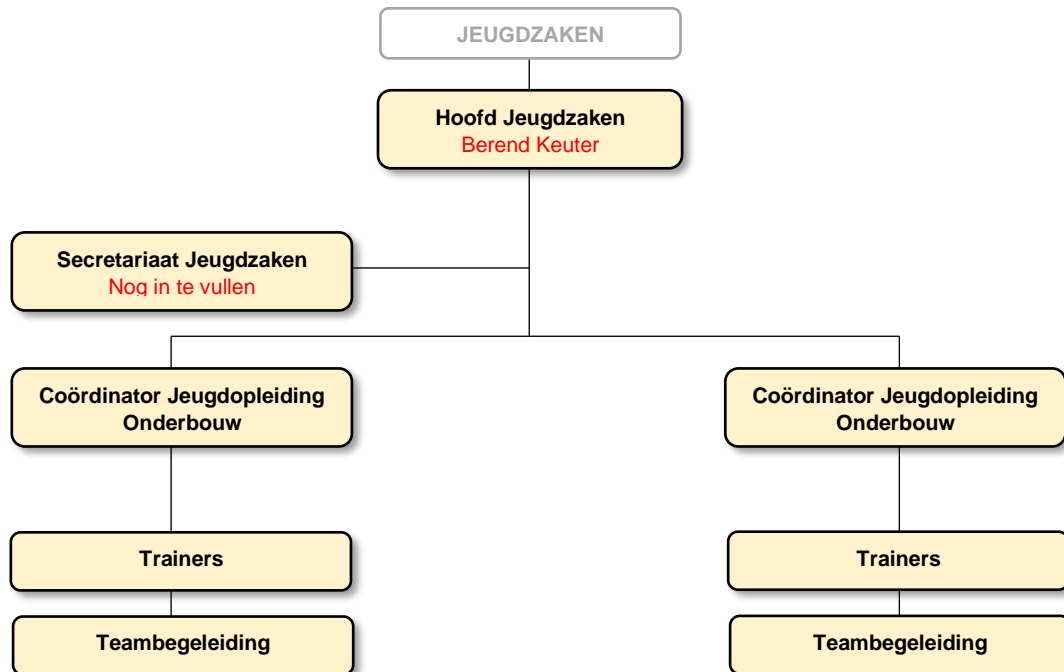 JEUGDZAKEN
Hoofd Jeugdzaken
Berend Keuter
Secretariaat Jeugdzaken
Nog in te vullen
Coördinator Jeugdopleiding
Onderbouw
Coördinator Jeugdopleiding
Onderbouw
Trainers
Trainers
Teambegeleiding
Teambegeleiding